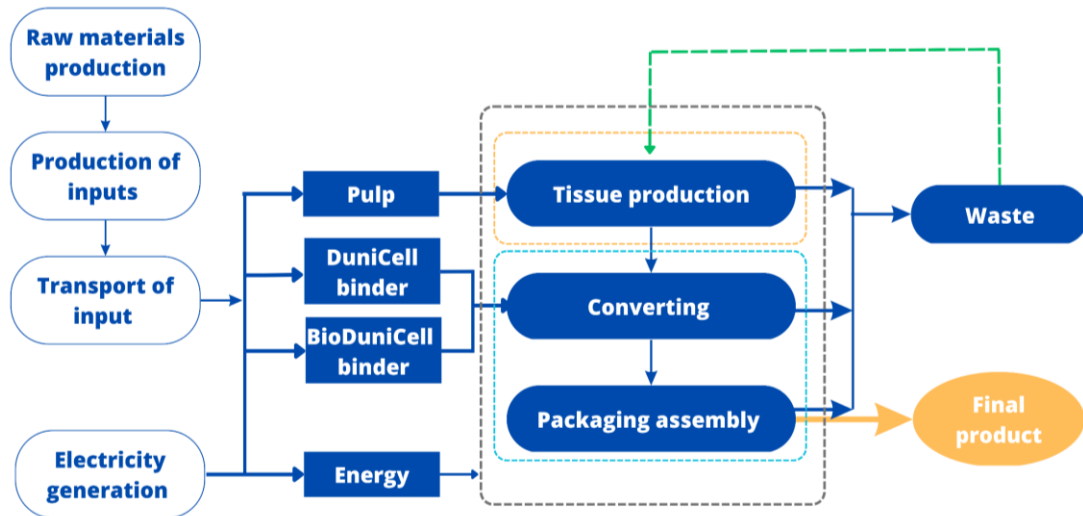 Raw materials
production
Production of
inputs
Transport of
input
Electricity
generation
Pulp
DuniCell
binder
BioDuniCell
binder
Energy
Tissue production
Converting
Packaging assembly
Waste
Final
product